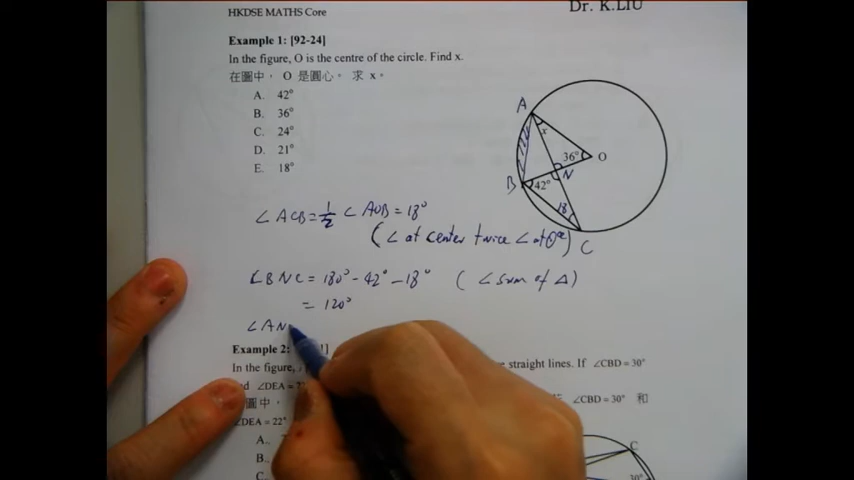 HKDSE MATHS Core
Dr. K.LIU
Example 1: [92-24]
In the figure, O is the centre of the circle. Find x.
在圖中， O 是圓心。 求 x。
A. 42°
B. 36°
C. 24°
D. 21°
E. 18°
A
x
36° O
N
B 42°
18
C
∠ACB = 1/2 ∠AOB = 18°
(∠ at center twice ∠ at ⊙ce)
∠BNC = 180° - 42° - 18° (∠ sum of Δ)
= 120°
∠AN
Example 2: 1]
In the figure, straight lines. If ∠CBD = 30°
∠DEA = 
圖中， ∠CBD = 30° 和
∠DEA = 22°
A.
B.
C.
C
30°